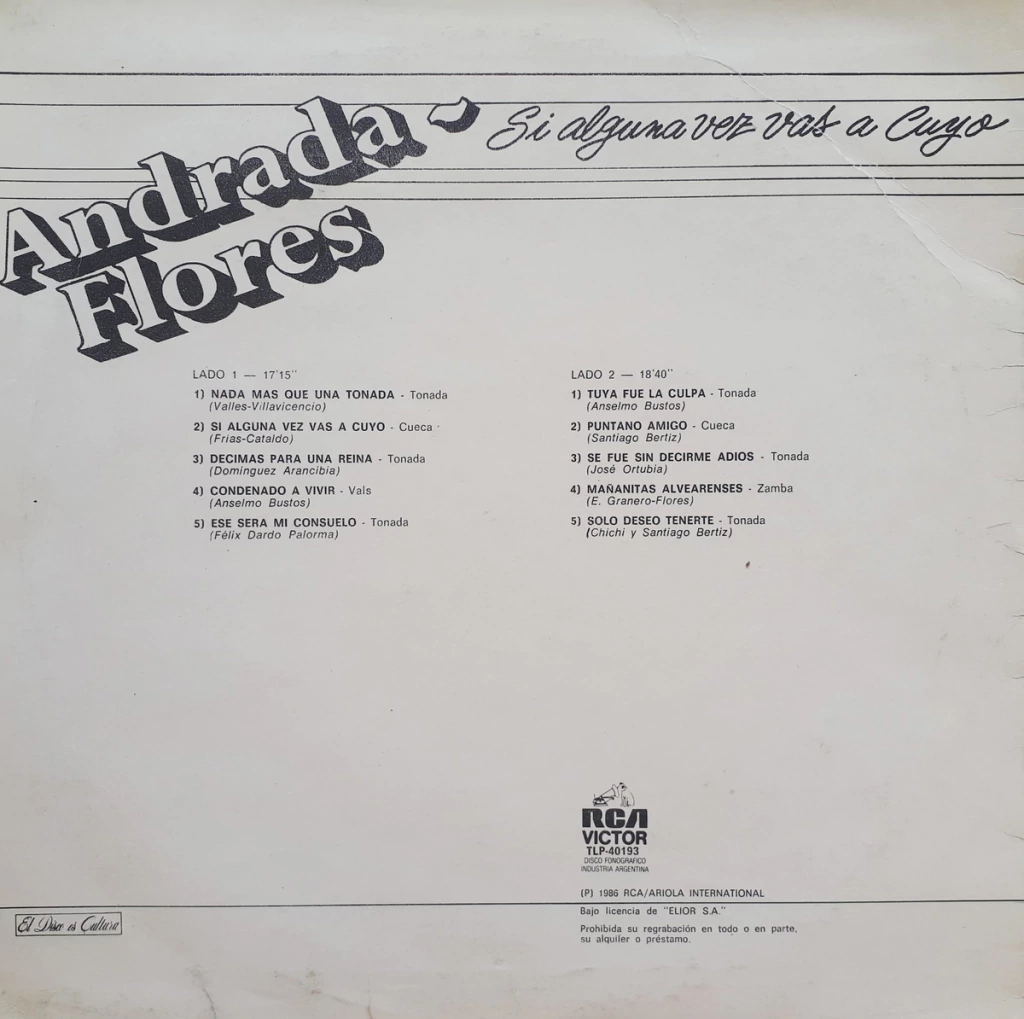 Andrada ~
Flores
Si alguna vez vas a Cuyo
LADO 1 — 17'15"
1) NADA MAS QUE UNA TONADA - Tonada
(Valles-Villavicencio)
2) SI ALGUNA VEZ VAS A CUYO - Cueca
(Frias-Cataldo)
3) DECIMAS PARA UNA REINA - Tonada
(Dominguez Arancibia)
4) CONDENADO A VIVIR - Vals
(Anselmo Bustos)
5) ESE SERA MI CONSUELO - Tonada
(Félix Dardo Palorma)
LADO 2 — 18'40"
1) TUYA FUE LA CULPA - Tonada
(Anselmo Bustos)
2) PUNTANO AMIGO - Cueca
(Santiago Bertiz)
3) SE FUE SIN DECIRME ADIOS - Tonada
(José Ortubia)
4) MAÑANITAS ALVEARENSES - Zamba
(E. Granero-Flores)
5) SOLO DESEO TENERTE - Tonada
(Chichi y Santiago Bertiz)
RCA
VICTOR
TLP-40193
DISCO FONOGRAFICO
INDUSTRIA ARGENTINA
(P) 1986 RCA/ARIOLA INTERNATIONAL
Bajo licencia de "ELIOR S.A."
Prohibida su regrabación en todo o en parte,
su alquiler o préstamo.
El Disco es Cultura